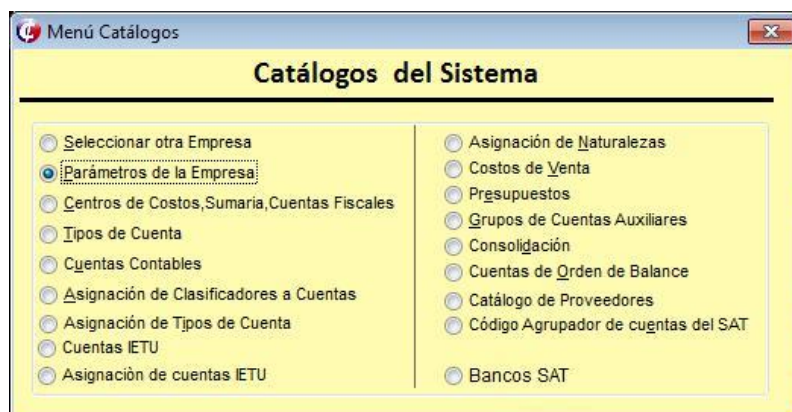 Menú Catálogos
Catálogos del Sistema
Seleccionar otra Empresa
Parámetros de la Empresa
Centros de Costos,Sumaria,Cuentas Fiscales
Tipos de Cuenta
Cuentas Contables
Asignación de Clasificadores a Cuentas
Asignación de Tipos de Cuenta
Cuentas IETU
Asignaciòn de cuentas IETU
Asignación de Naturalezas
Costos de Venta
Presupuestos
Grupos de Cuentas Auxiliares
Consolidación
Cuentas de Orden de Balance
Catálogo de Proveedores
Código Agrupador de cuentas del SAT
Bancos SAT